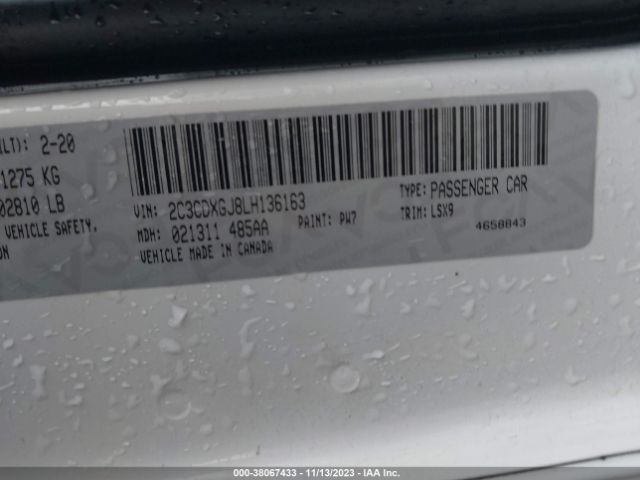 ILT): 2-20
1275 KG
02810 LB
VEHICLE SAFETY,
ON
VIN: 2C3CDXGJ8LH136163
MDH: 021311 485AA
PAINT: PW7
VEHICLE MADE IN CANADA
TYPE: PASSENGER CAR
TRIM: LSX9
4658843
000-38067433 - 11/13/2023 - IAA Inc.